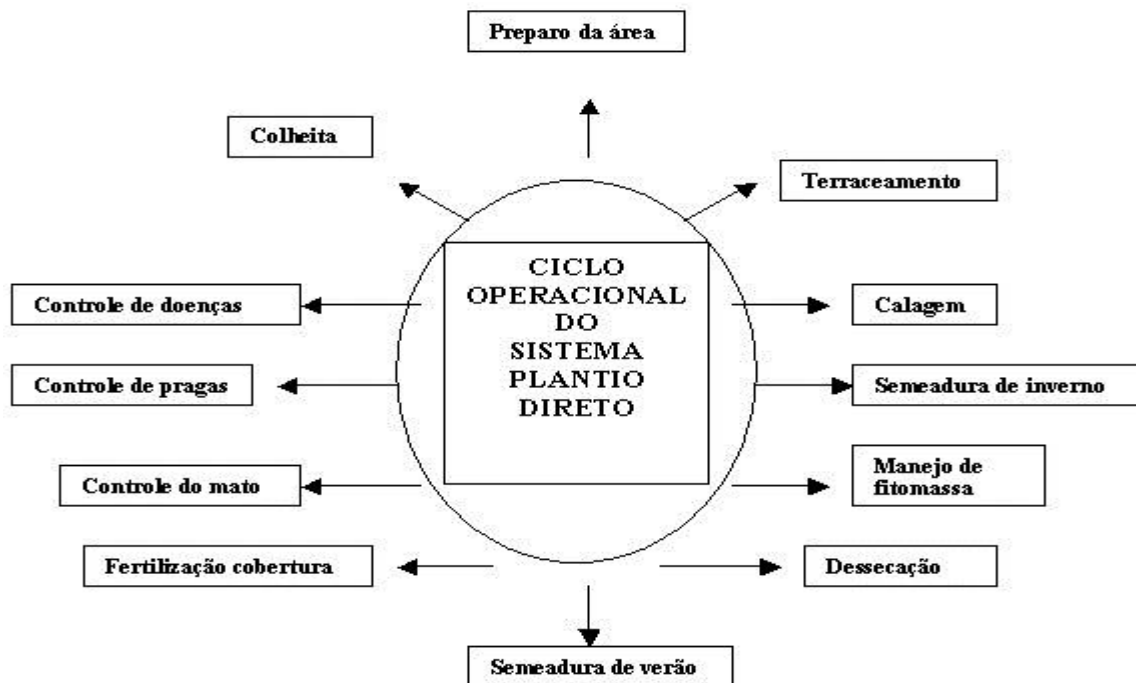 Preparo da área
Colheita
Terraceamento
CICLO
OPERACIONAL
DO
SISTEMA
PLANTIO
DIRETO
Controle de doenças
Calagem
Controle de pragas
Semeadura de inverno
Controle do mato
Manejo de
fitomassa
Fertilização cobertura
Dessecação
Semeadura de verão